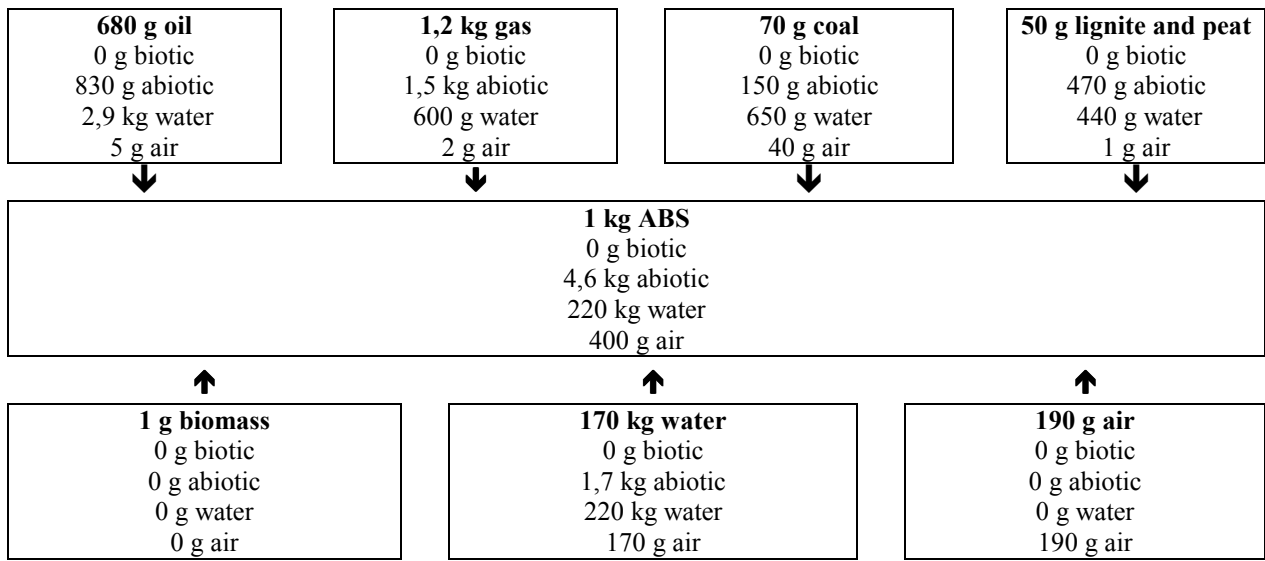 680 g oil
0 g biotic
830 g abiotic
2,9 kg water
5 g air
1,2 kg gas
0 g biotic
1,5 kg abiotic
600 g water
2 g air
70 g coal
0 g biotic
150 g abiotic
650 g water
40 g air
50 g lignite and peat
0 g biotic
470 g abiotic
440 g water
1 g air
1 kg ABS
0 g biotic
4,6 kg abiotic
220 kg water
400 g air
1 g biomass
0 g biotic
0 g abiotic
0 g water
0 g air
170 kg water
0 g biotic
1,7 kg abiotic
220 kg water
170 g air
190 g air
0 g biotic
0 g abiotic
0 g water
190 g air